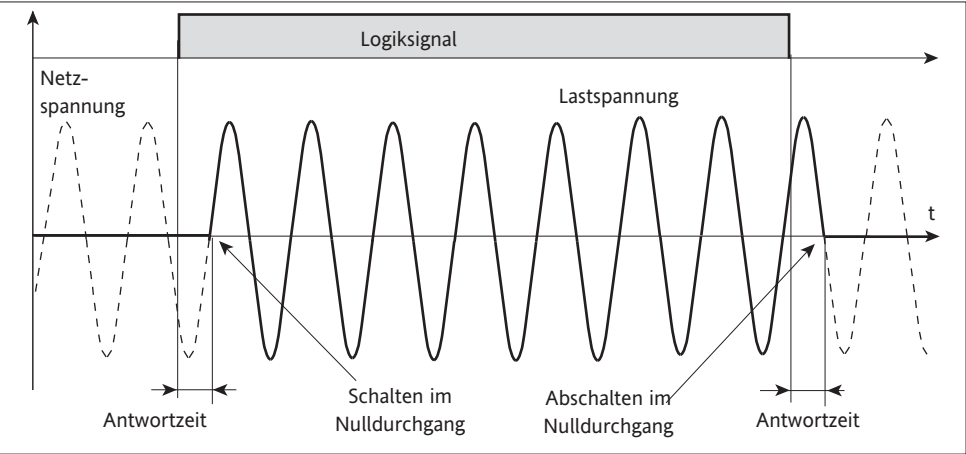 Logiksignal
Netz-
spannung
Lastspannung
t
Schalten im
Nulldurchgang
Abschalten im
Nulldurchgang
Antwortzeit
Antwortzeit